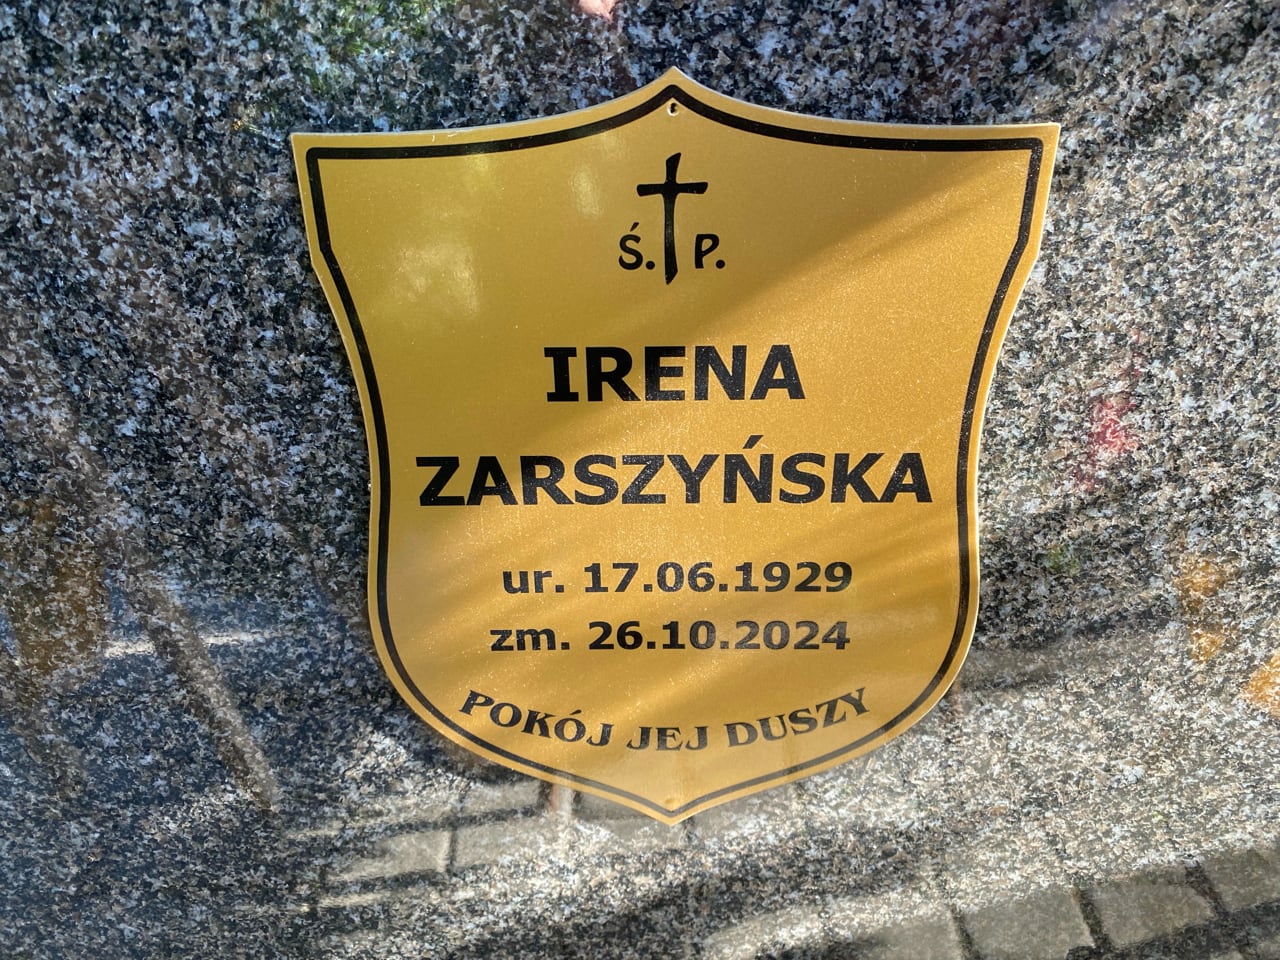 Ś. P.
IRENA
ZARSZYŃSKA
ur. 17.06.1929
zm. 26.10.2024
POKÓJ JEJ DUSZY